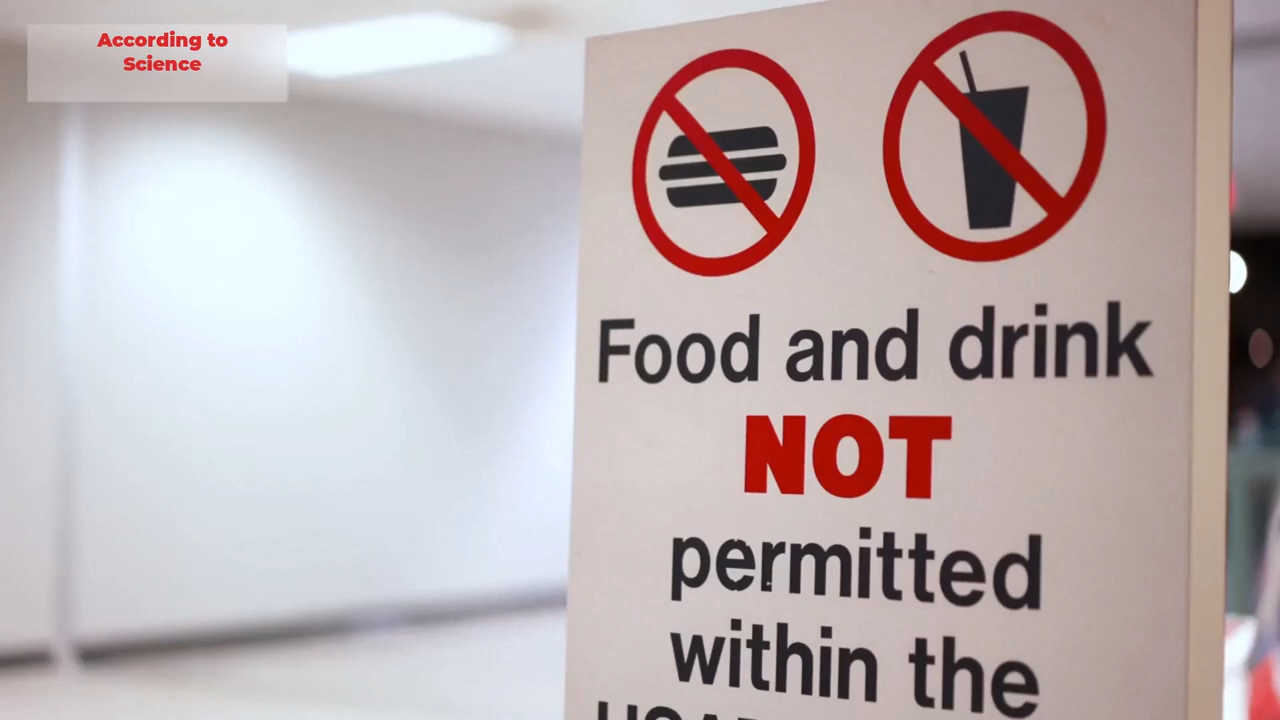 According to
Science
Food and drink
NOT
permitted
within the